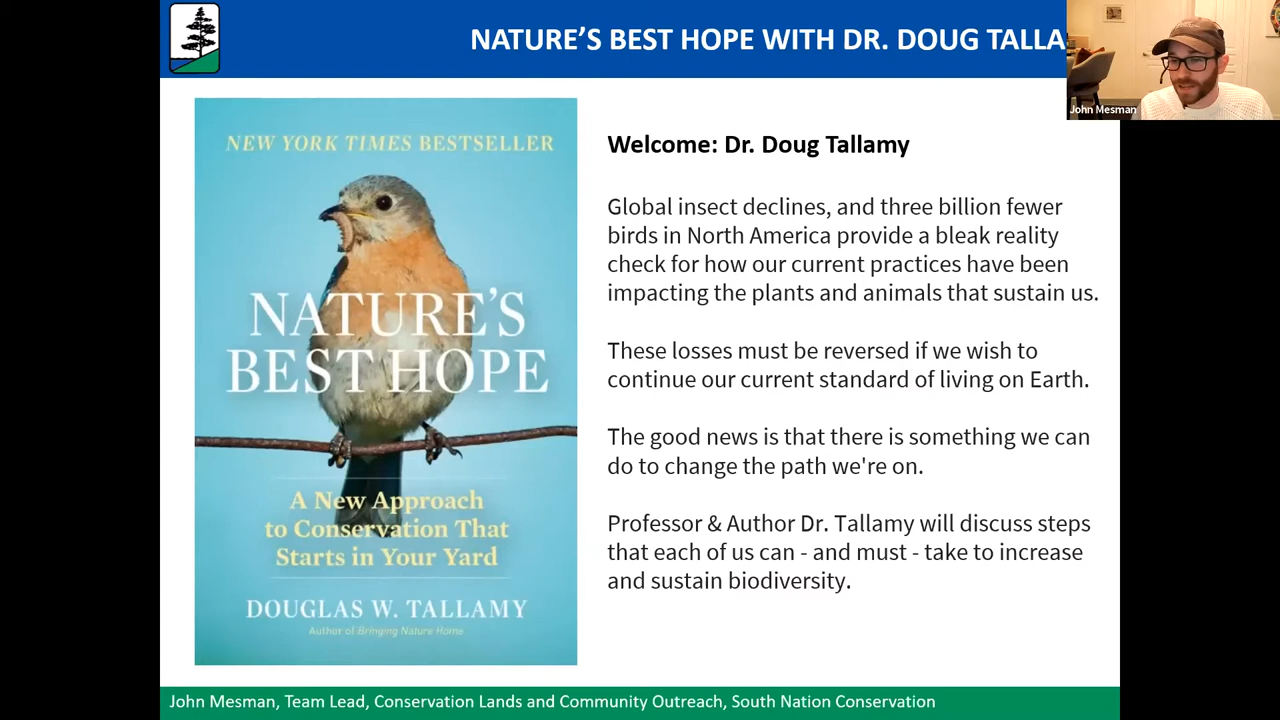 NATURE'S BEST HOPE WITH DR. DOUG TALLA
John Mesman
NEW YORK TIMES BESTSELLER
NATURE'S
BEST HOPE
A New Approach
to Conservation That
Starts in Your Yard
DOUGLAS W. TALLAMY
Author of Bringing Nature Home
Welcome: Dr. Doug Tallamy
Global insect declines, and three billion fewer
birds in North America provide a bleak reality
check for how our current practices have been
impacting the plants and animals that sustain us.
These losses must be reversed if we wish to
continue our current standard of living on Earth.
The good news is that there is something we can
do to change the path we're on.
Professor & Author Dr. Tallamy will discuss steps
that each of us can - and must - take to increase
and sustain biodiversity.
John Mesman, Team Lead, Conservation Lands and Community Outreach, South Nation Conservation